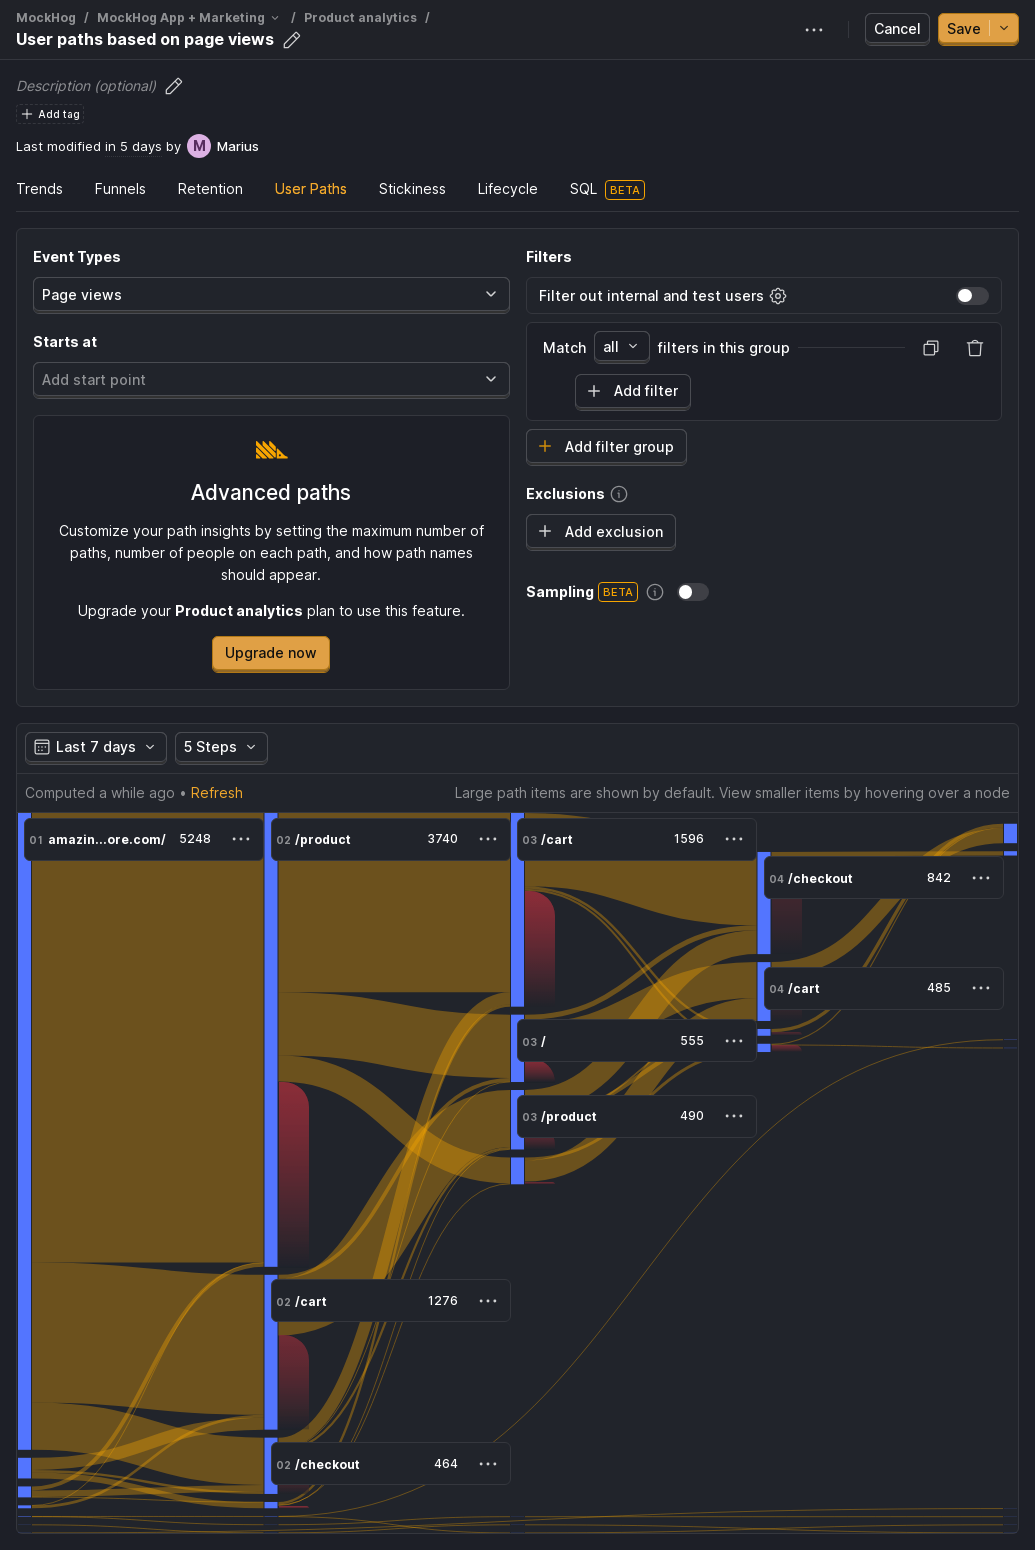 MockHog / MockHog App + Marketing / Product analytics /
User paths based on page views
Cancel
Save
Description (optional)
Add tag
Last modified in 5 days by M Marius
Trends Funnels Retention User Paths Stickiness Lifecycle SQL BETA
Event Types
Page views
Starts at
Add start point
Advanced paths
Customize your path insights by setting the maximum number of
paths, number of people on each path, and how path names
should appear.
Upgrade your Product analytics plan to use this feature.
Upgrade now
Filters
Filter out internal and test users
Match all filters in this group
Add filter
Add filter group
Exclusions
Add exclusion
Sampling BETA
Last 7 days 5 Steps
Computed a while ago • Refresh Large path items are shown by default. View smaller items by hovering over a node
01 amazin...ore.com/ 5248
02 /product 3740
03 /cart 1596
04 /checkout 842
04 /cart 485
03 / 555
03 /product 490
02 /cart 1276
02 /checkout 464